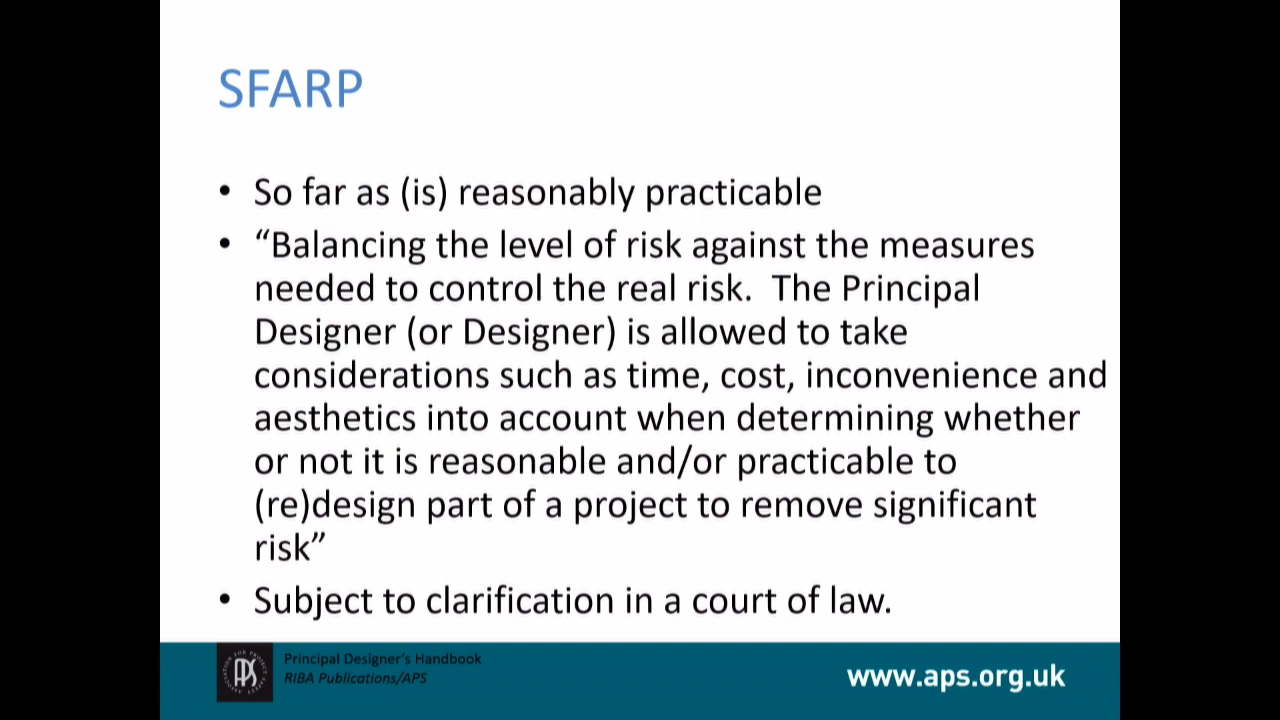 SFARP
• So far as (is) reasonably practicable
• “Balancing the level of risk against the measures
needed to control the real risk.  The Principal
Designer (or Designer) is allowed to take
considerations such as time, cost, inconvenience and
aesthetics into account when determining whether
or not it is reasonable and/or practicable to
(re)design part of a project to remove significant
risk”
• Subject to clarification in a court of law.
APS
Principal Designer’s Handbook
RIBA Publications/APS
www.aps.org.uk